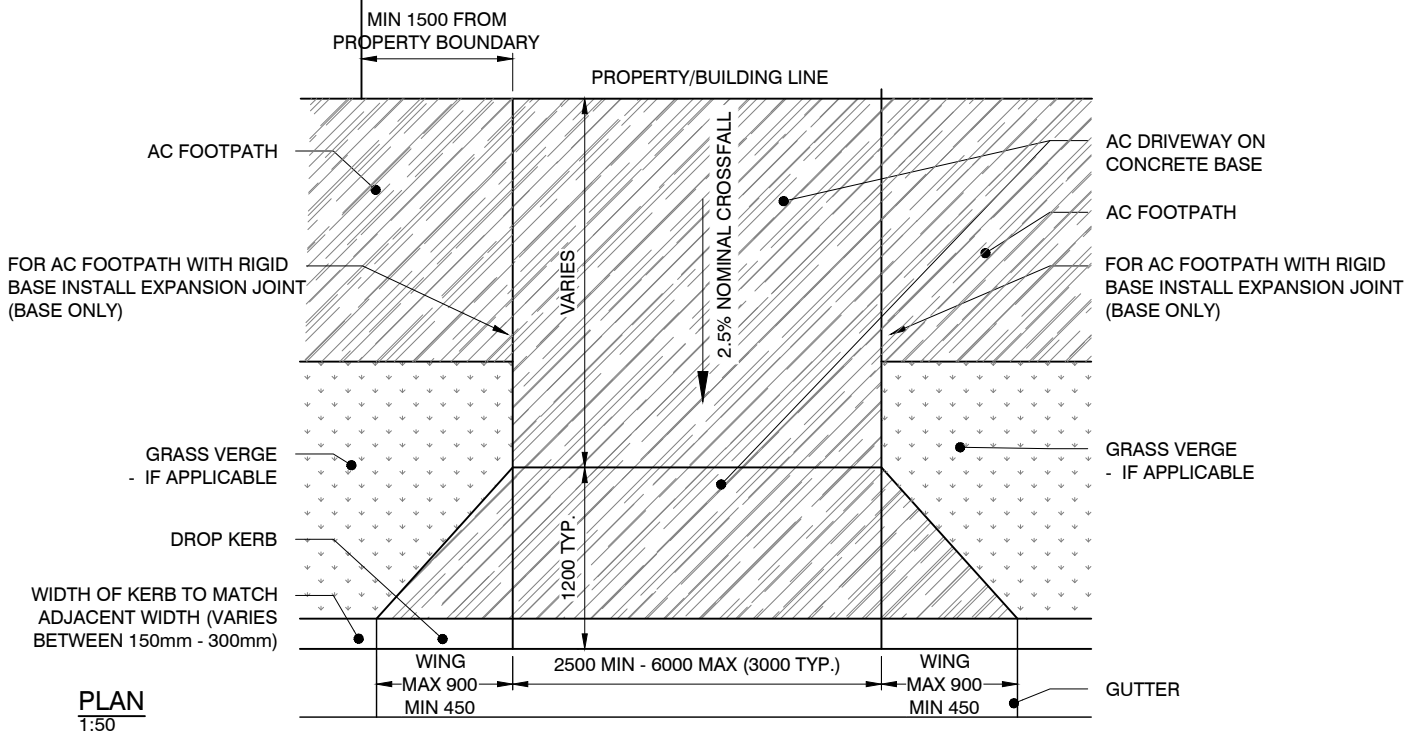 MIN 1500 FROM
PROPERTY BOUNDARY
PROPERTY/BUILDING LINE
AC FOOTPATH
FOR AC FOOTPATH WITH RIGID
BASE INSTALL EXPANSION JOINT
(BASE ONLY)
GRASS VERGE
- IF APPLICABLE
DROP KERB
WIDTH OF KERB TO MATCH
ADJACENT WIDTH (VARIES
BETWEEN 150mm - 300mm)
VARIES
1200 TYP.
2.5% NOMINAL CROSSFALL
AC DRIVEWAY ON
CONCRETE BASE
AC FOOTPATH
FOR AC FOOTPATH WITH RIGID
BASE INSTALL EXPANSION JOINT
(BASE ONLY)
GRASS VERGE
- IF APPLICABLE
WING
MAX 900
MIN 450
2500 MIN - 6000 MAX (3000 TYP.)
WING
MAX 900
MIN 450
GUTTER
PLAN
1:50